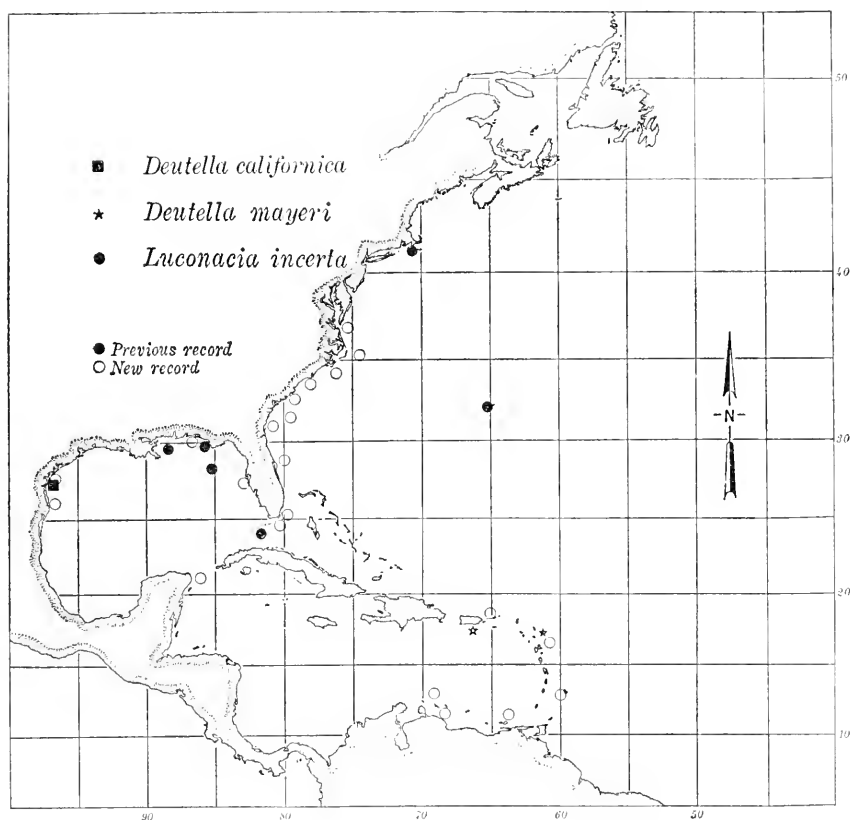 50
Deutella californica
Deutella mayeri
Luconacia incerta
40
Previous record
New record
N
30
20
10
90
80
70
60
50